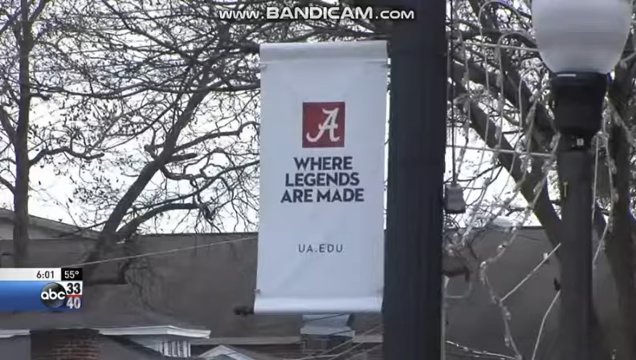 www.BANDICAM.com
A
WHERE
LEGENDS
ARE MADE
UA.EDU
6:01 55°
abc 33
40